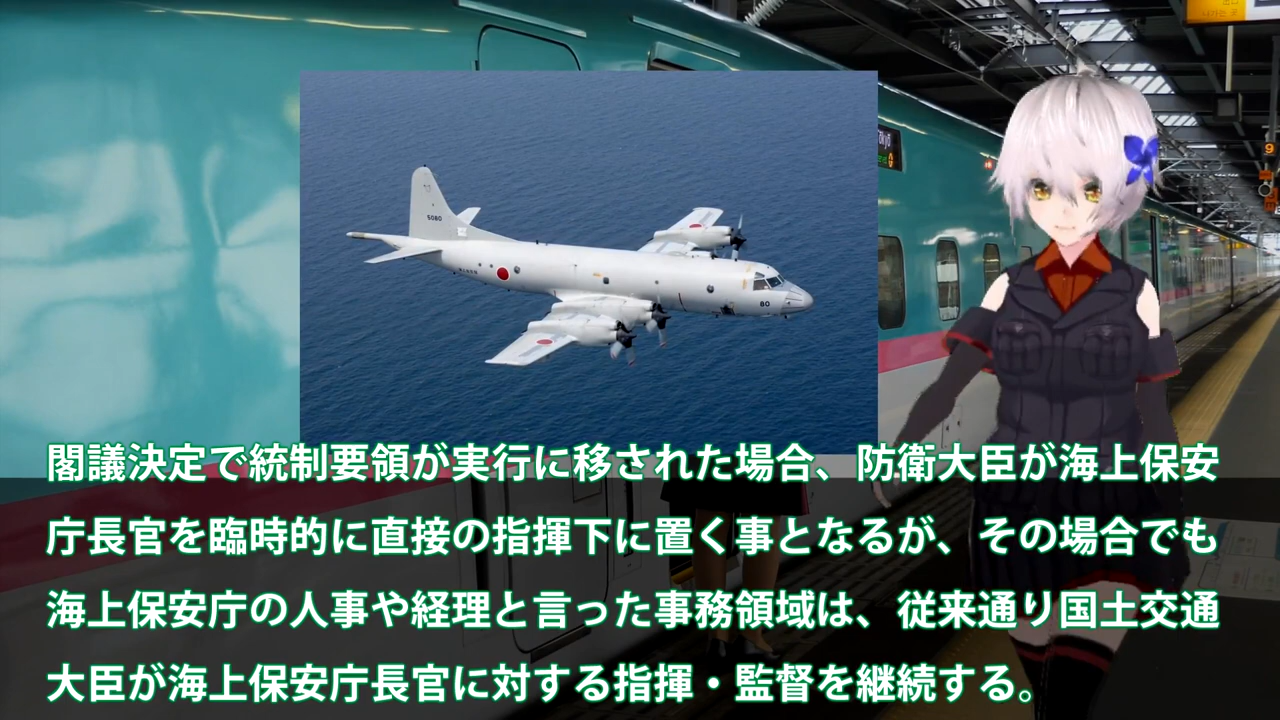 5080
80
9
閣議決定で統制要領が実行に移された場合、防衛大臣が海上保安
庁長官を臨時的に直接の指揮下に置く事となるが、その場合でも
海上保安庁の人事や経理と言った事務領域は、従来通り国土交通
大臣が海上保安庁長官に対する指揮・監督を継続する。